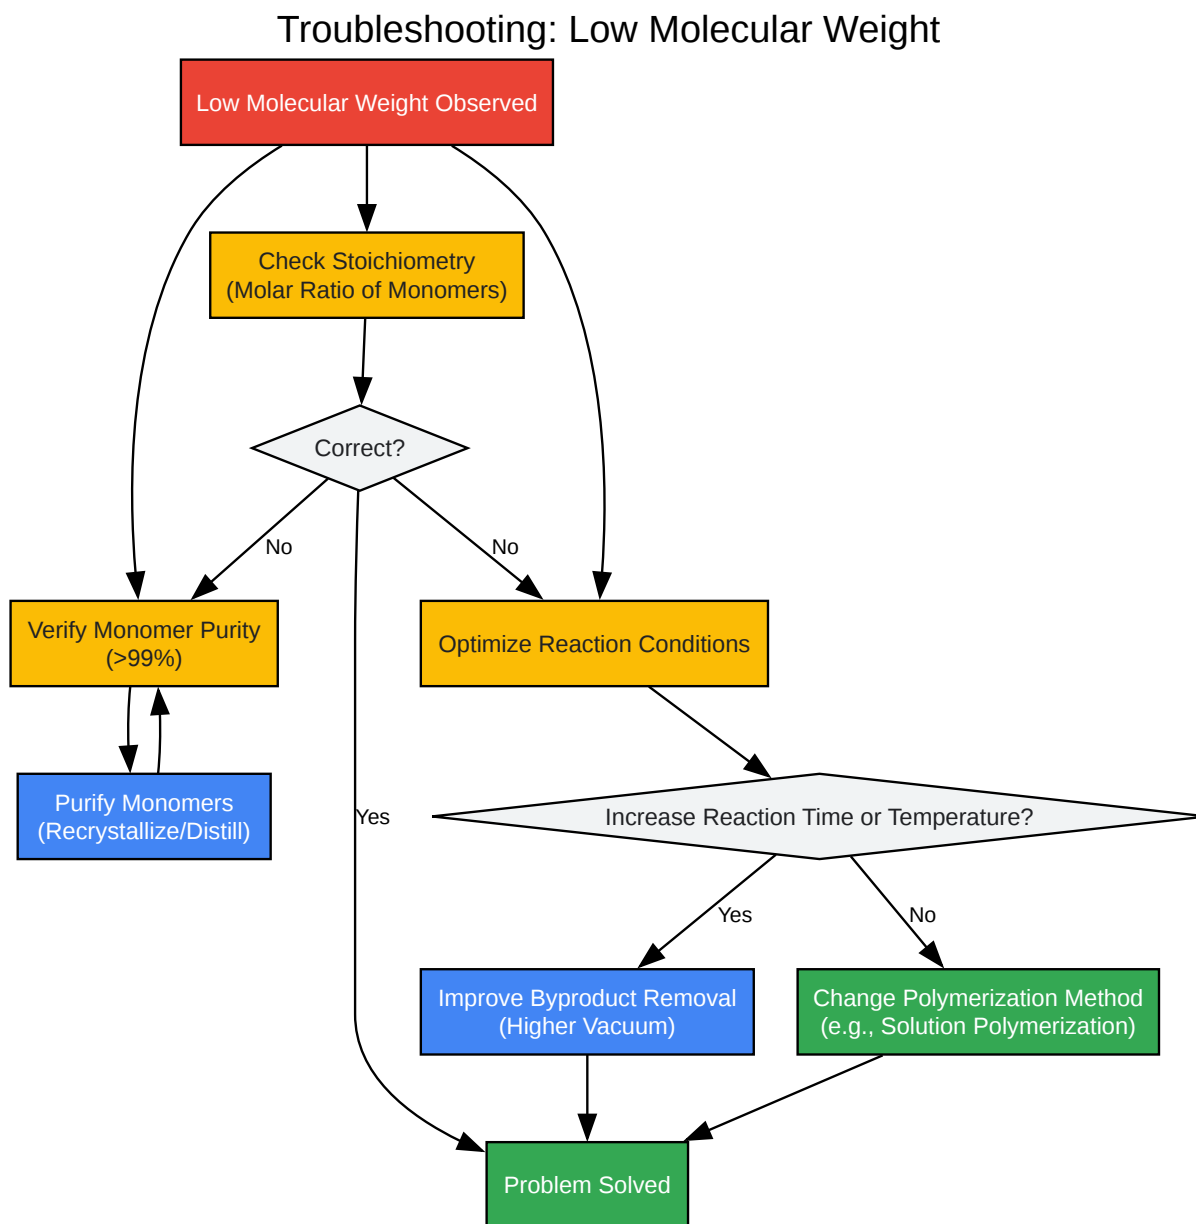 Troubleshooting: Low Molecular Weight
Low Molecular Weight Observed
Check Stoichiometry
(Molar Ratio of Monomers)
Correct?
No
No
Verify Monomer Purity
(>99%)
Optimize Reaction Conditions
Purify Monomers
(Recrystallize/Distill)
Yes
Increase Reaction Time or Temperature?
Yes
No
Improve Byproduct Removal
(Higher Vacuum)
Change Polymerization Method
(e.g., Solution Polymerization)
Problem Solved